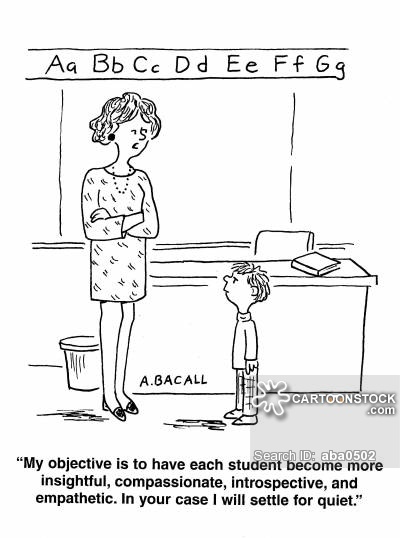 Aa Bb Cc Dd Ee Ff Gg
A.BACALL
CARTOONSTOCK
.com
Search ID: aba0502
“My objective is to have each student become more
insightful, compassionate, introspective, and
empathetic. In your case I will settle for quiet.”